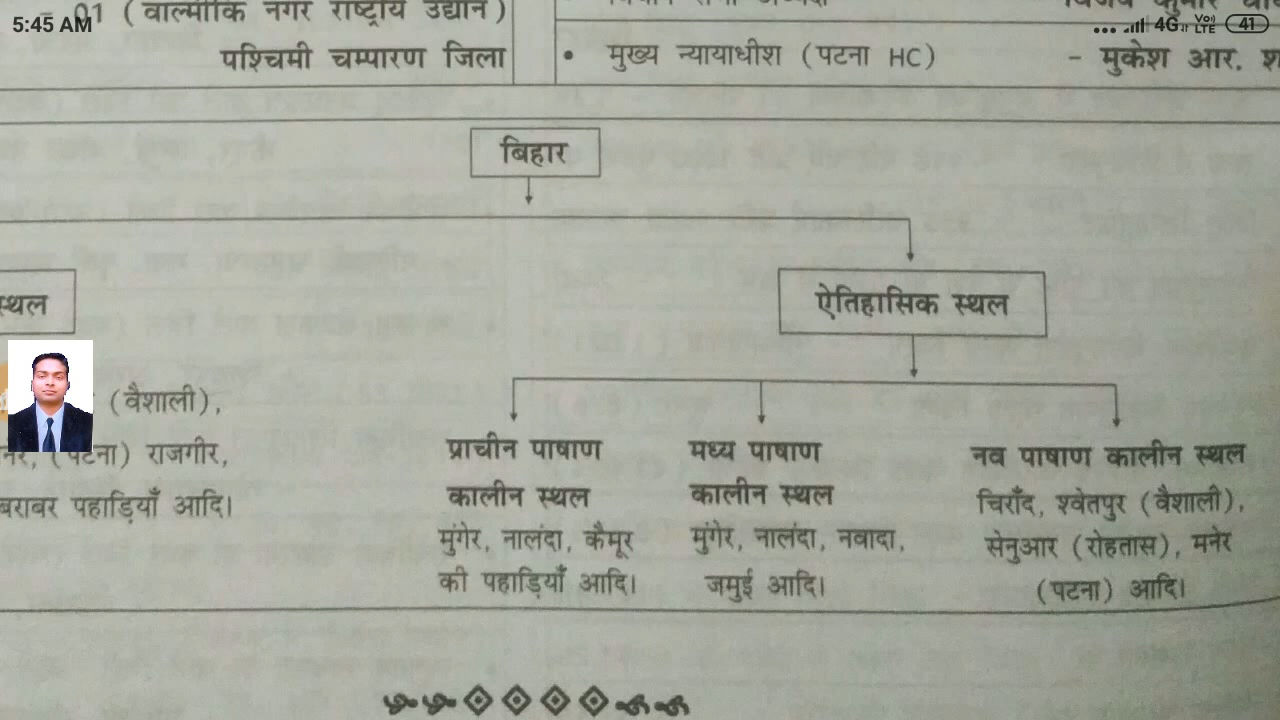 5:45 AM
4G
Vo))
LTE
41
01 ( वाल्मीकि नगर राष्ट्रीय उद्यान )
पश्चिमी चम्पारण जिला
• मुख्य न्यायाधीश (पटना HC) - मुकेश आर.
बिहार
स्थल
ऐतिहासिक स्थल
(वैशाली),
(पटना) राजगीर,
बराबर पहाड़ियाँ आदि।
प्राचीन पाषाण
कालीन स्थल
मुंगेर, नालंदा, कैमूर
की पहाड़ियाँ आदि।
मध्य पाषाण
कालीन स्थल
मुंगेर, नालंदा, नवादा,
जमुई आदि।
नव पाषाण कालीन स्थल
चिराँद, श्वेतपुर (वैशाली),
सेनुआर (रोहतास), मनेर
(पटना) आदि।